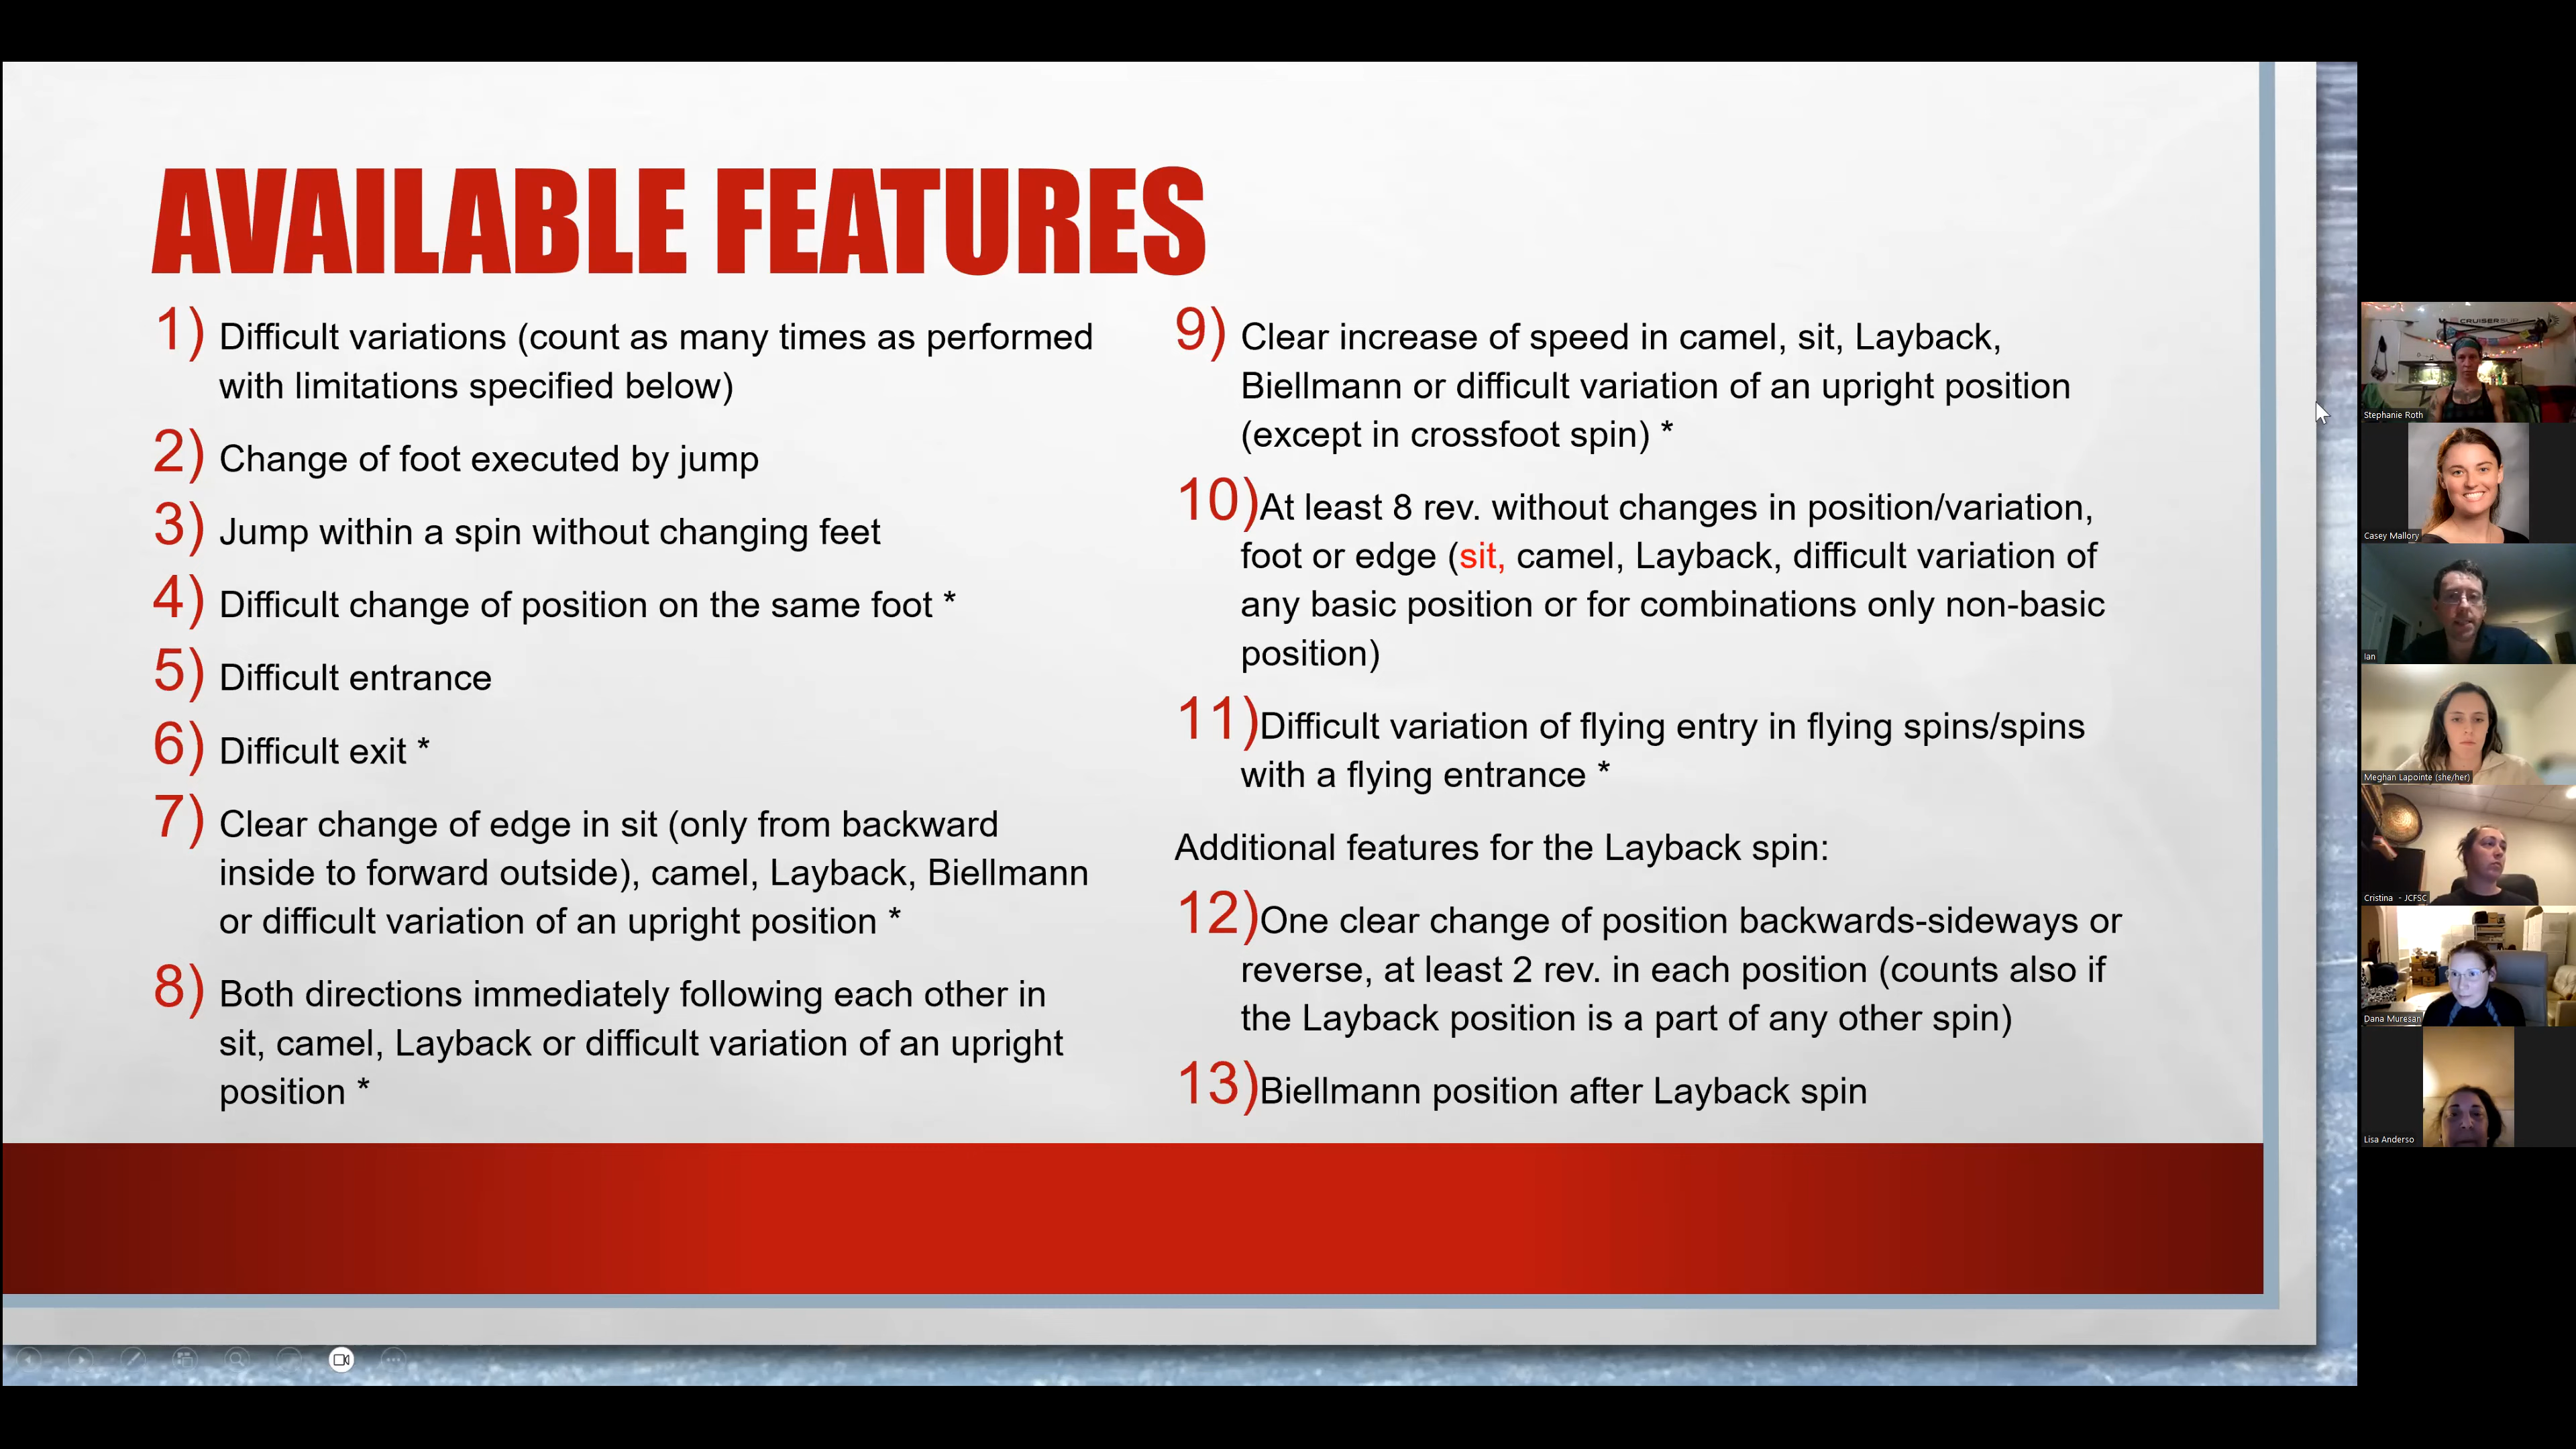 AVAILABLE FEATURES
1) Difficult variations (count as many times as performed
with limitations specified below)
2) Change of foot executed by jump
3) Jump within a spin without changing feet
4) Difficult change of position on the same foot *
5) Difficult entrance
6) Difficult exit *
7) Clear change of edge in sit (only from backward
inside to forward outside), camel, Layback, Biellmann
or difficult variation of an upright position *
8) Both directions immediately following each other in
sit, camel, Layback or difficult variation of an upright
position *
9) Clear increase of speed in camel, sit, Layback,
Biellmann or difficult variation of an upright position
(except in crossfoot spin) *
10) At least 8 rev. without changes in position/variation,
foot or edge (sit, camel, Layback, difficult variation of
any basic position or for combinations only non-basic
position)
11) Difficult variation of flying entry in flying spins/spins
with a flying entrance *
Additional features for the Layback spin:
12) One clear change of position backwards-sideways or
reverse, at least 2 rev. in each position (counts also if
the Layback position is a part of any other spin)
13) Biellmann position after Layback spin
CRUISER
Stephanie Roth
Casey Mallory
Ian
Meghan Lapointe (she/her)
Cristina - JCFSC
Dana Muresan
Lisa Anderso